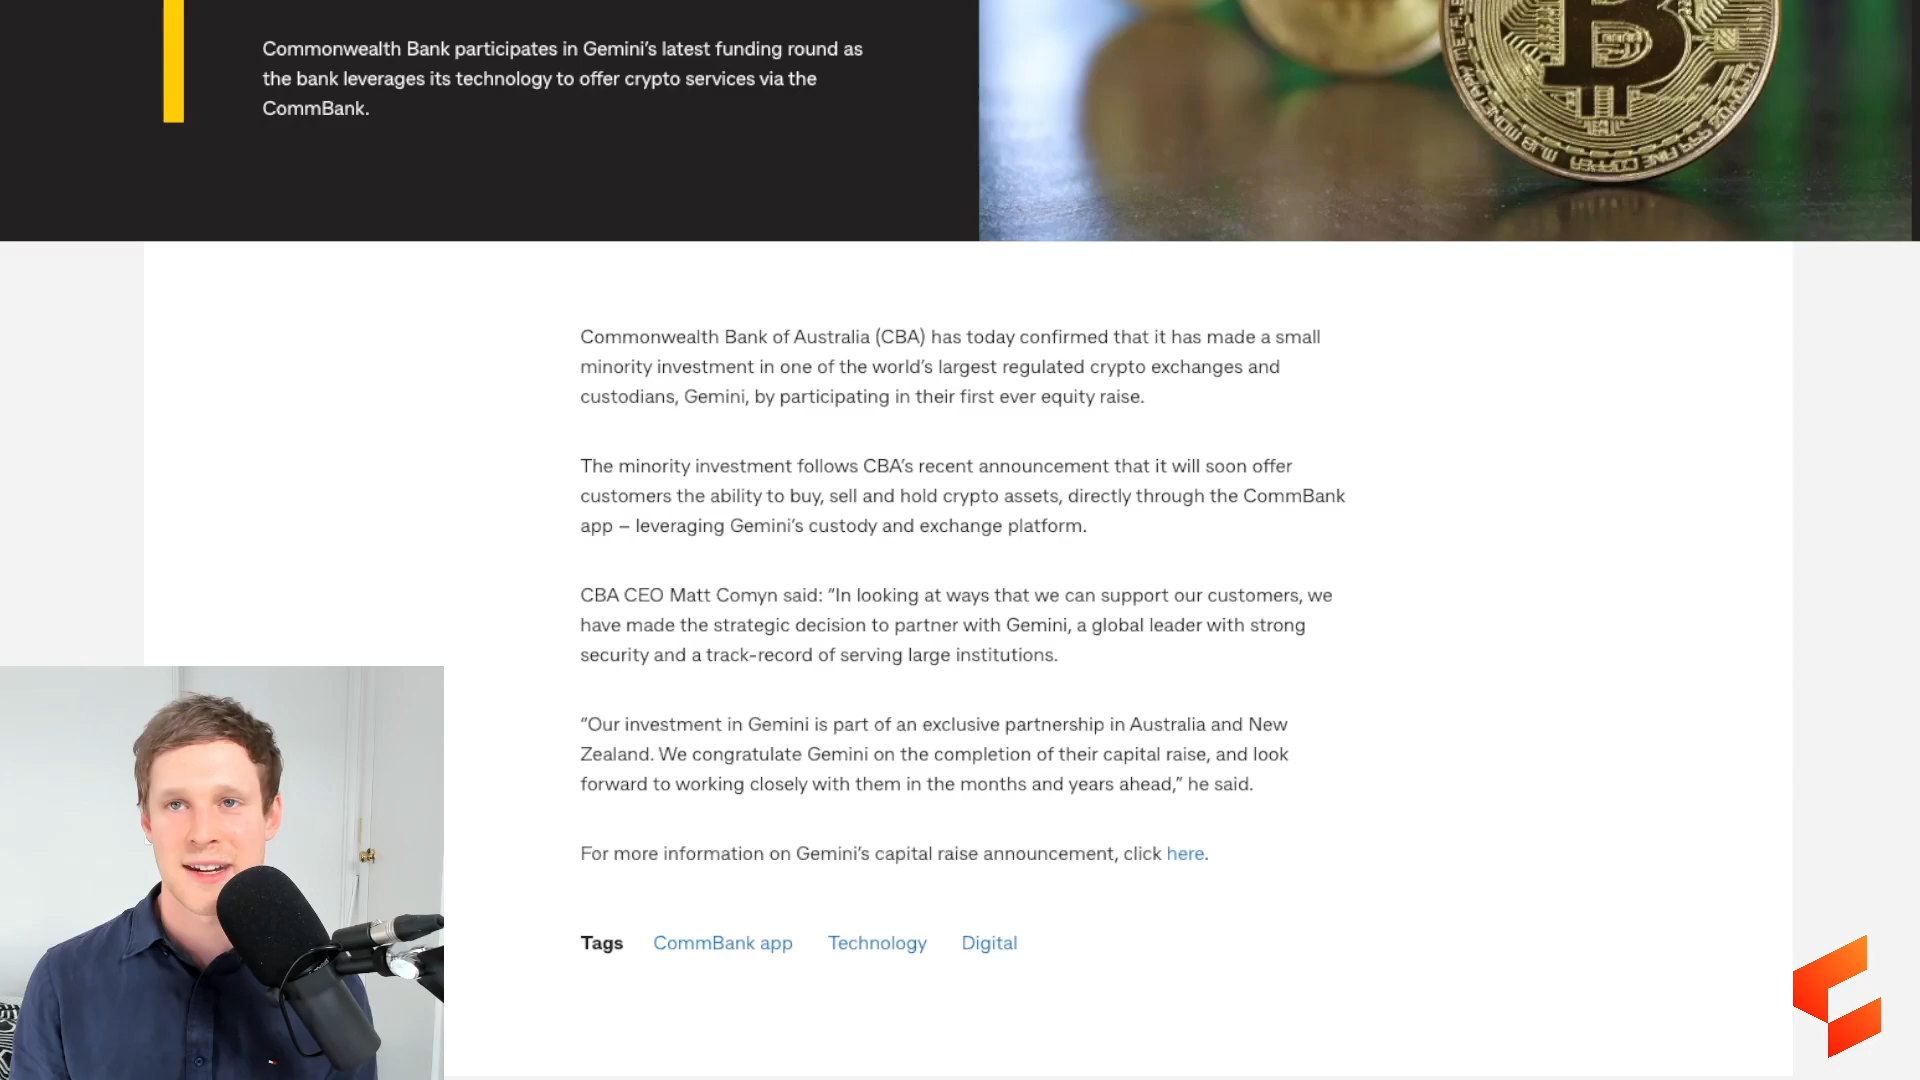 Commonwealth Bank participates in Gemini’s latest funding round as
the bank leverages its technology to offer crypto services via the
CommBank.
Commonwealth Bank of Australia (CBA) has today confirmed that it has made a small
minority investment in one of the world’s largest regulated crypto exchanges and
custodians, Gemini, by participating in their first ever equity raise.
The minority investment follows CBA’s recent announcement that it will soon offer
customers the ability to buy, sell and hold crypto assets, directly through the CommBank
app – leveraging Gemini’s custody and exchange platform.
CBA CEO Matt Comyn said: “In looking at ways that we can support our customers, we
have made the strategic decision to partner with Gemini, a global leader with strong
security and a track-record of serving large institutions.
“Our investment in Gemini is part of an exclusive partnership in Australia and New
Zealand. We congratulate Gemini on the completion of their capital raise, and look
forward to working closely with them in the months and years ahead,” he said.
For more information on Gemini’s capital raise announcement, click here.
Tags CommBank app Technology Digital